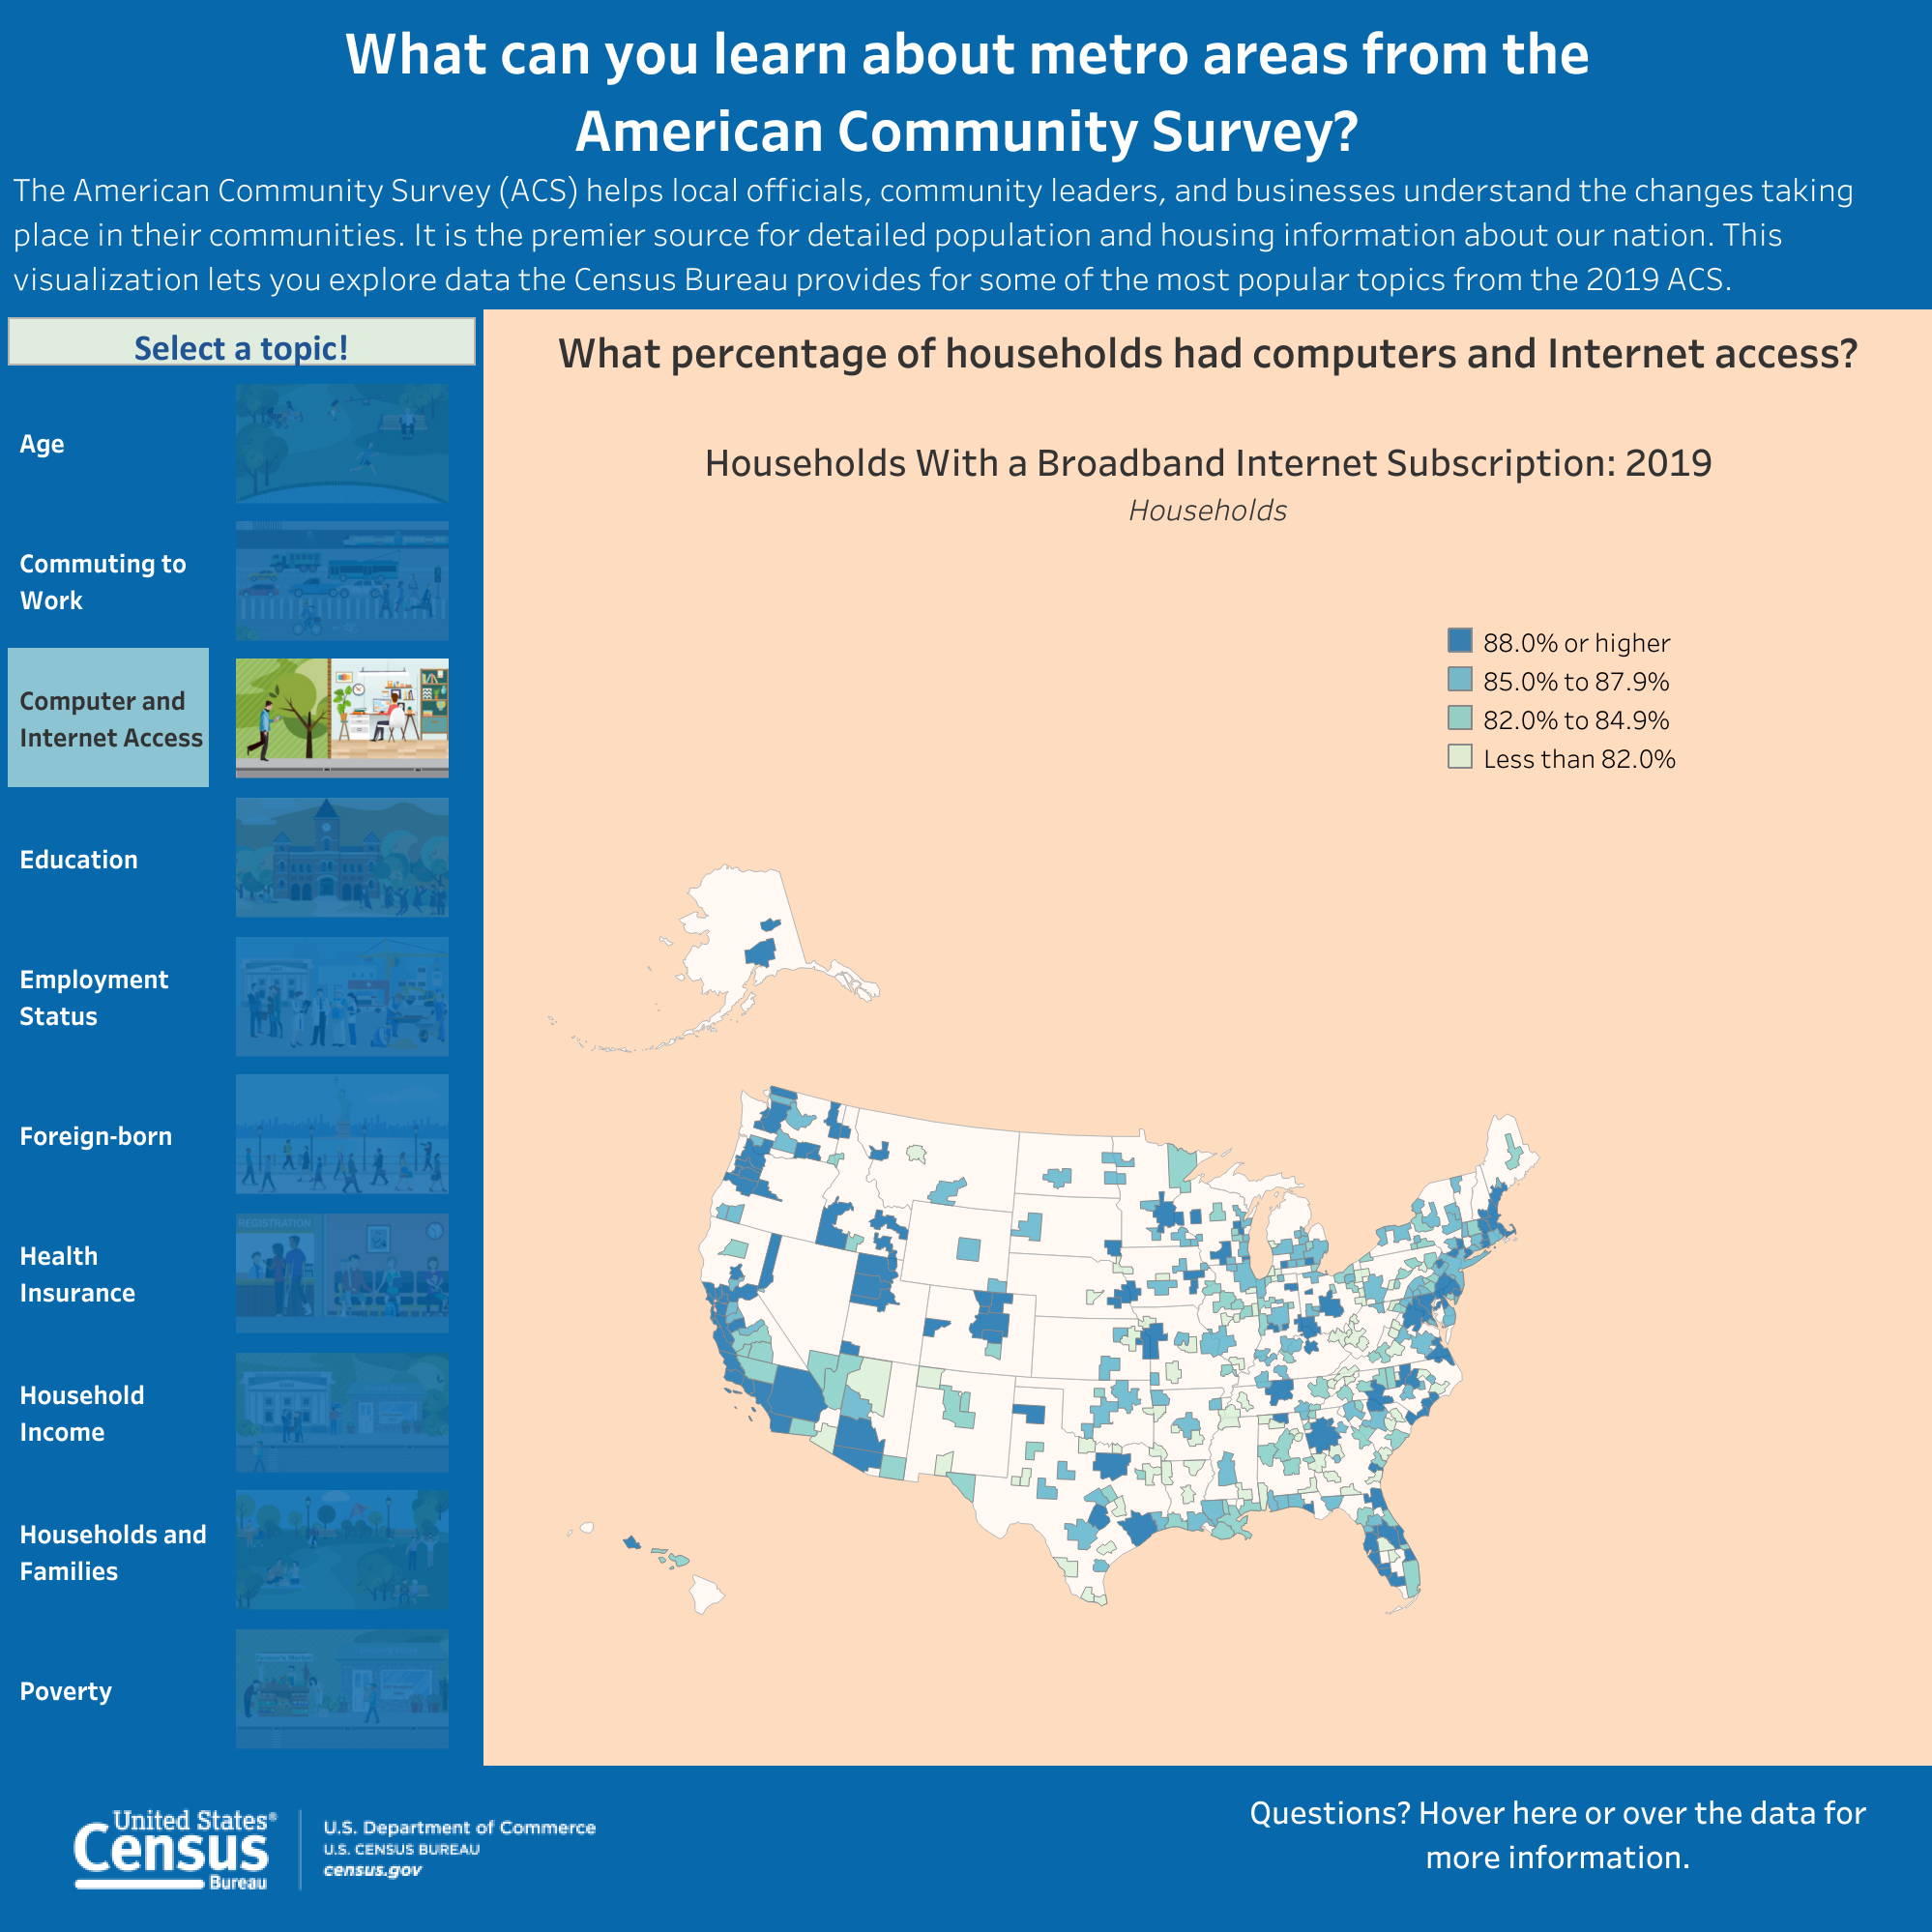 What can you learn about metro areas from the
American Community Survey?
The American Community Survey (ACS) helps local officials, community leaders, and businesses understand the changes taking
place in their communities. It is the premier source for detailed population and housing information about our nation. This
visualization lets you explore data the Census Bureau provides for some of the most popular topics from the 2019 ACS.
Select a topic!
Age
Commuting to
Work
Computer and
Internet Access
Education
Employment
Status
Foreign-born
Health
Insurance
REGISTRATION
Household
Income
Households and
Families
Poverty
What percentage of households had computers and Internet access?
Households With a Broadband Internet Subscription: 2019
Households
88.0% or higher
85.0% to 87.9%
82.0% to 84.9%
Less than 82.0%
United States®
Census
Bureau
U.S. Department of Commerce
U.S. CENSUS BUREAU
census.gov
Questions? Hover here or over the data for
more information.